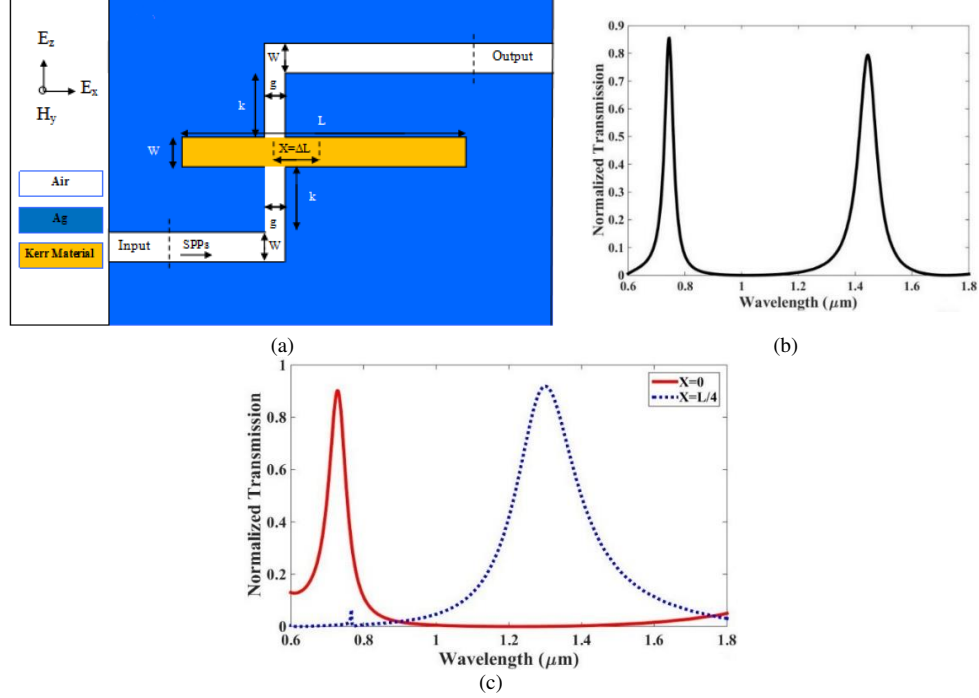 E_z
E_x
H_y
Air
Ag
Kerr Material
W
Output
g
k
L
W
X=ΔL
k
g
Input
SPPs
W
(a)
Normalized Transmission
0.9
0.8
0.7
0.6
0.5
0.4
0.3
0.2
0.1
0
0.6
0.8
1
1.2
1.4
1.6
1.8
Wavelength (μm)
(b)
Normalized Transmission
1
0.8
0.6
0.4
0.2
0
X=0
X=L/4
0.6
0.8
1
1.2
1.4
1.6
1.8
Wavelength (μm)
(c)